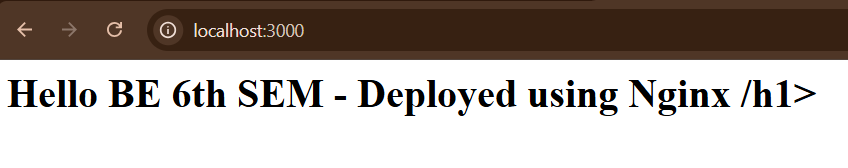 localhost:3000
Hello BE 6th SEM - Deployed using Nginx /h1>